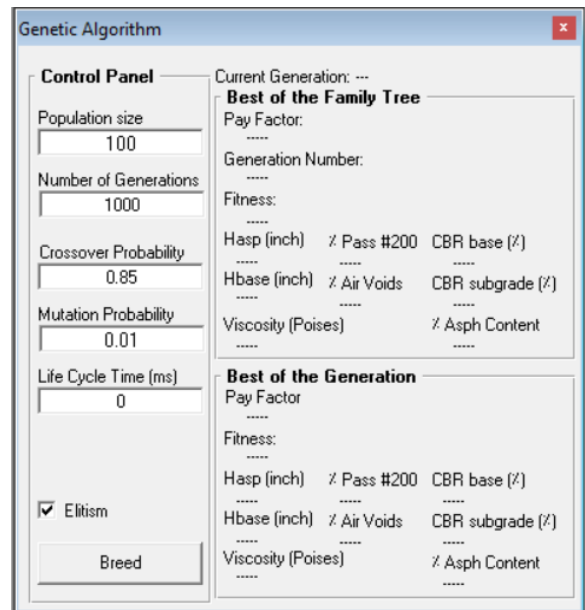 Genetic Algorithm
x
Control Panel
Population size
100
Number of Generations
1000
Crossover Probability
0.85
Mutation Probability
0.01
Life Cycle Time (ms)
0
Elitism
Breed
Current Generation: ---
Best of the Family Tree
Pay Factor:
-----
Generation Number:
-----
Fitness:
-----
Hasp (inch) % Pass #200 CBR base (%)
----- ----- -----
Hbase (inch) % Air Voids CBR subgrade (%)
----- ----- -----
Viscosity (Poises) % Asph Content
----- -----
Best of the Generation
Pay Factor
-----
Fitness:
-----
Hasp (inch) % Pass #200 CBR base (%)
----- ----- -----
Hbase (inch) % Air Voids CBR subgrade (%)
----- ----- -----
Viscosity (Poises) % Asph Content
----- -----